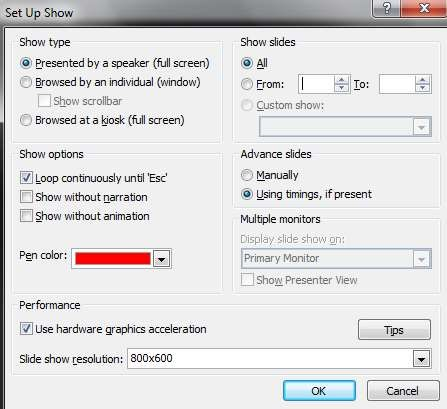 Set Up Show
Show type
Presented by a speaker (full screen)
Browsed by an individual (window)
Show scrollbar
Browsed at a kiosk (full screen)
Show slides
All
From: To:
Custom show:
Show options
Loop continuously until 'Esc'
Show without narration
Show without animation
Pen color:
Advance slides
Manually
Using timings, if present
Multiple monitors
Display slide show on:
Primary Monitor
Show Presenter View
Performance
Use hardware graphics acceleration
Tips
Slide show resolution: 800x600
OK Cancel